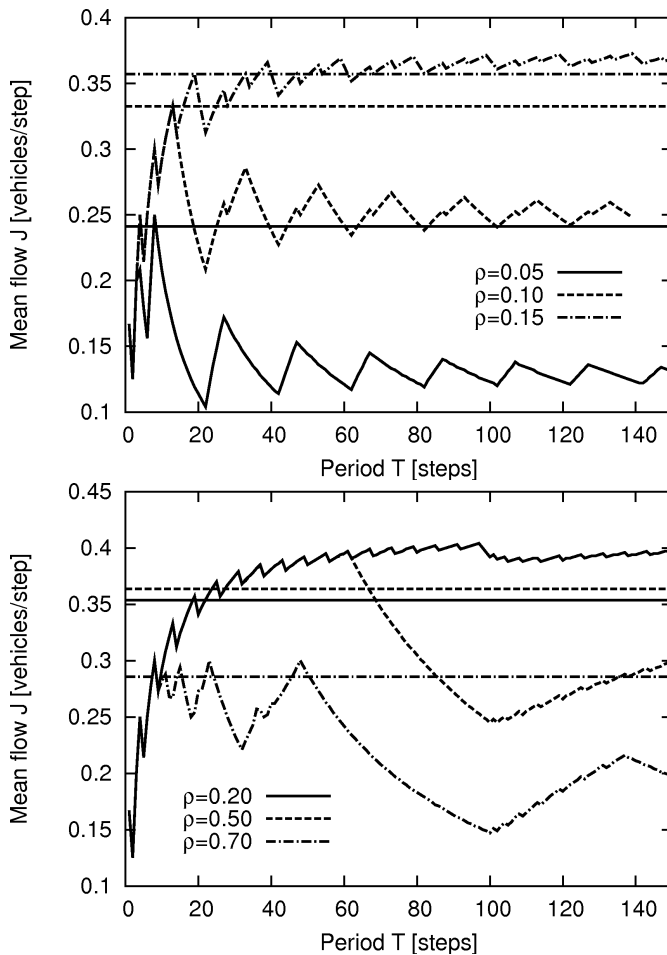 0.4
0.35
0.3
0.25
0.2
0.15
0.1
Mean flow J [vehicles/step]
ρ=0.05
ρ=0.10
ρ=0.15
0 20 40 60 80 100 120 140
Period T [steps]
0.45
0.4
0.35
0.3
0.25
0.2
0.15
0.1
Mean flow J [vehicles/step]
ρ=0.20
ρ=0.50
ρ=0.70
0 20 40 60 80 100 120 140
Period T [steps]